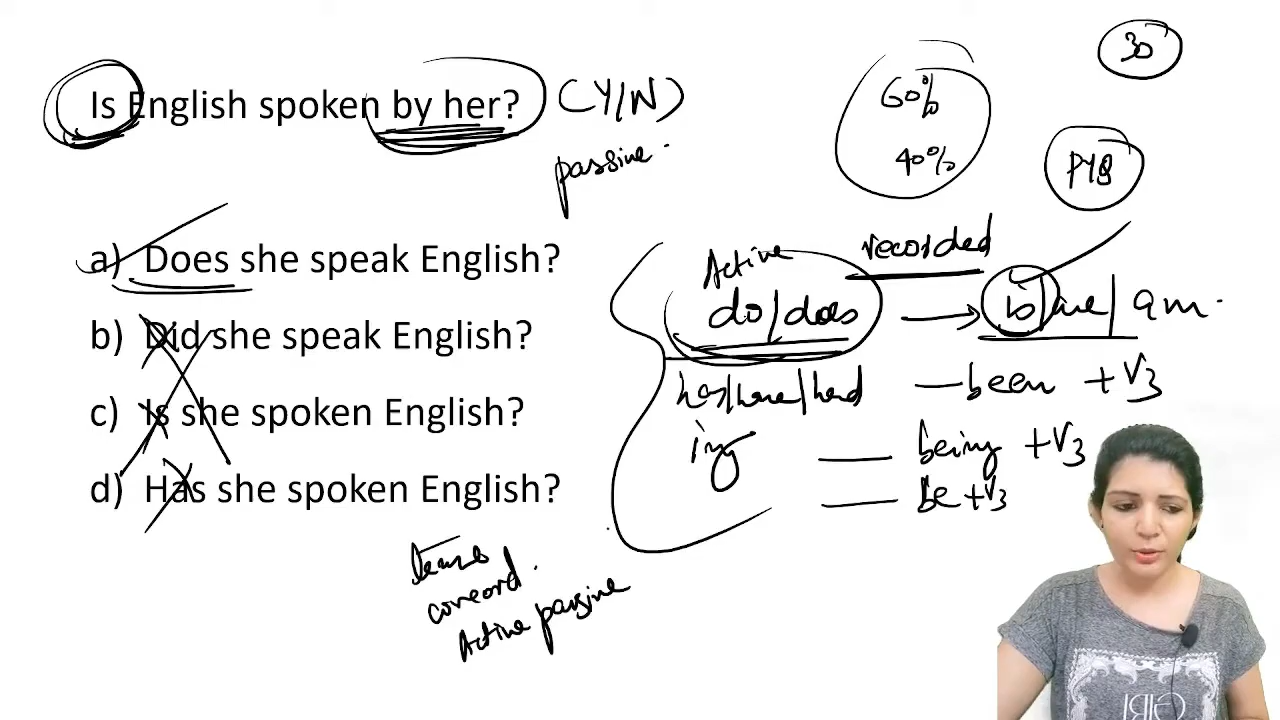 Is English spoken by her? (Y/N)
passive.
60%
40%
30
PYQ
a) Does she speak English?
b) Did she speak English?
c) Is she spoken English?
d) Has she spoken English?
Active
recorded
do/does → is/are/am.
has/have/had — been + V3
ing — being + V3
— be + V3
tense
concord.
Active passive